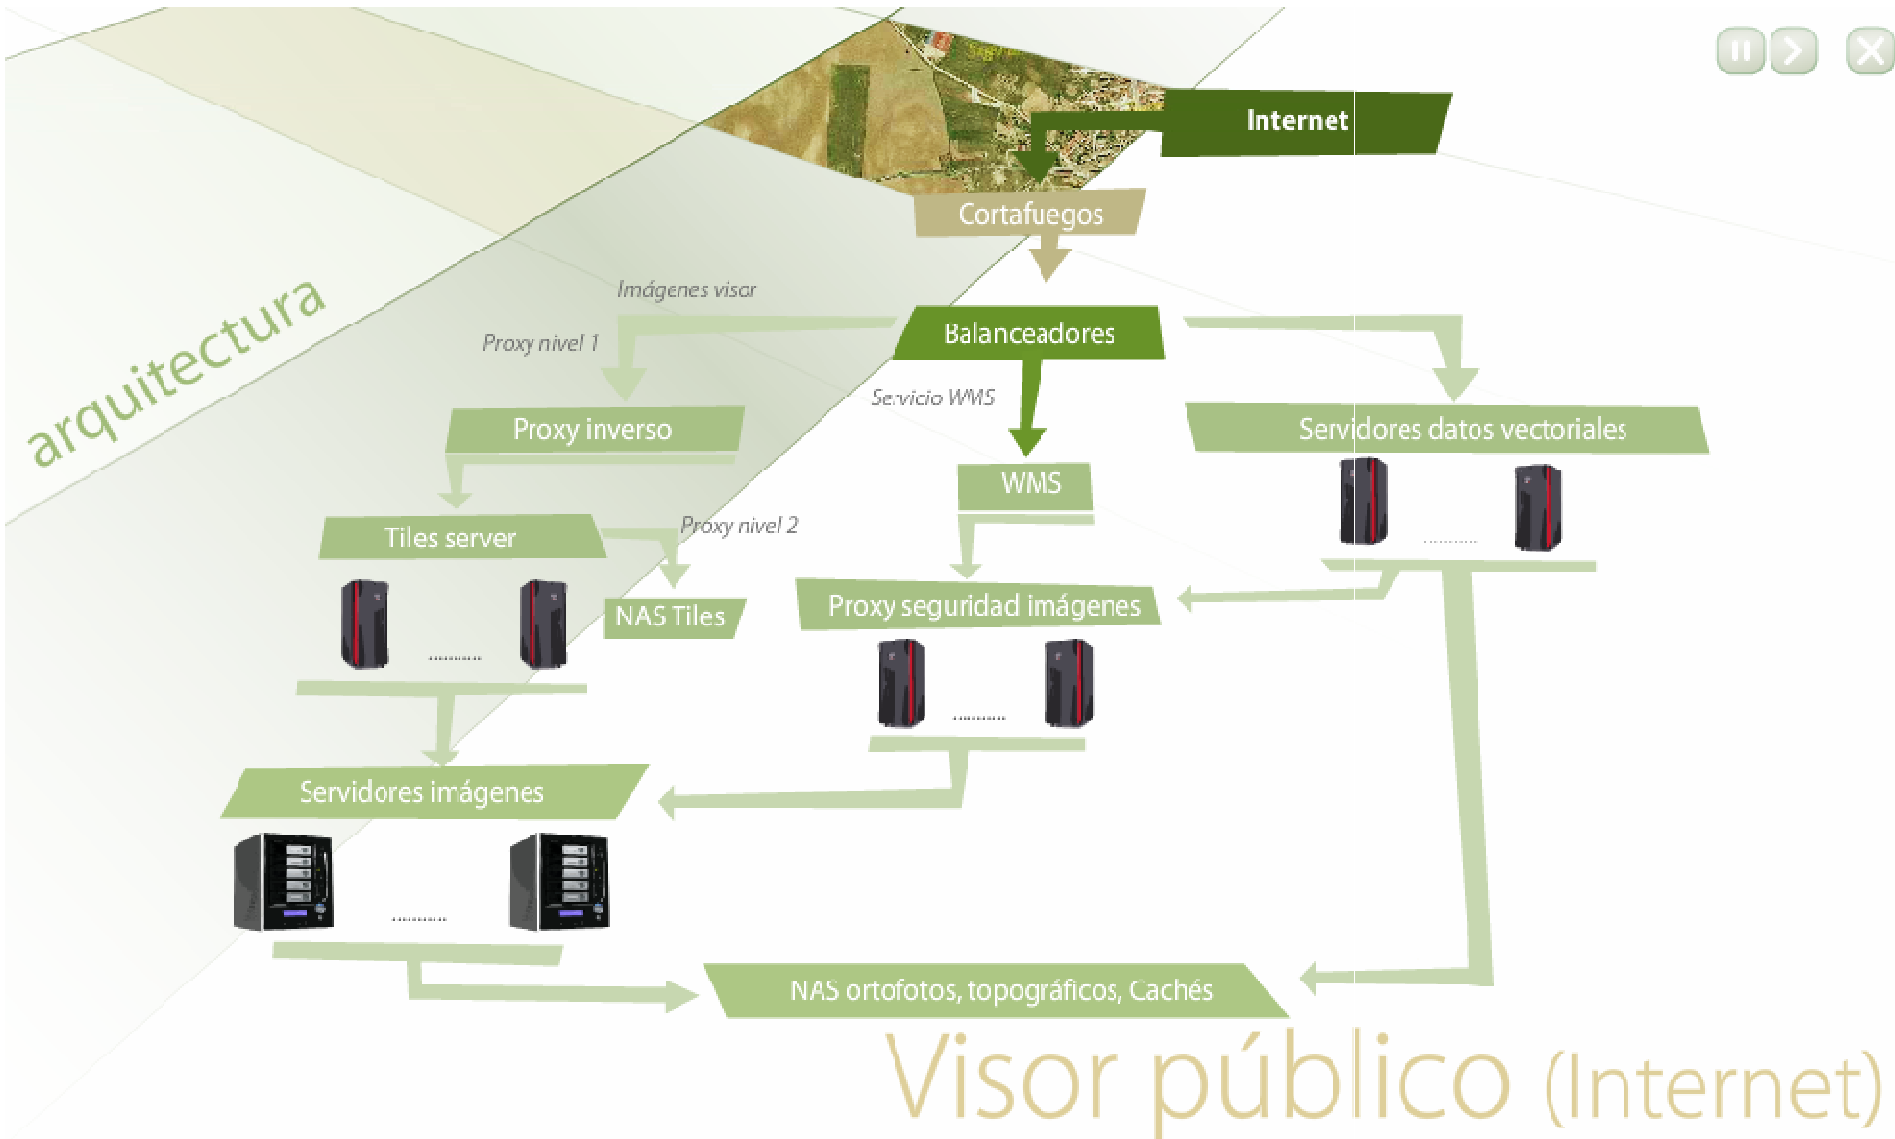 Internet
Cortafuegos
Imágenes visor
Balanceadores
Proxy nivel 1
Servicio WMS
arquitectura
Proxy inverso
Servidores datos vectoriales
WMS
Tiles server
Proxy nivel 2
NAS Tiles
Proxy seguridad imágenes
Servidores imágenes
NAS ortofotos, topográficos, Cachés
Visor público (Internet)